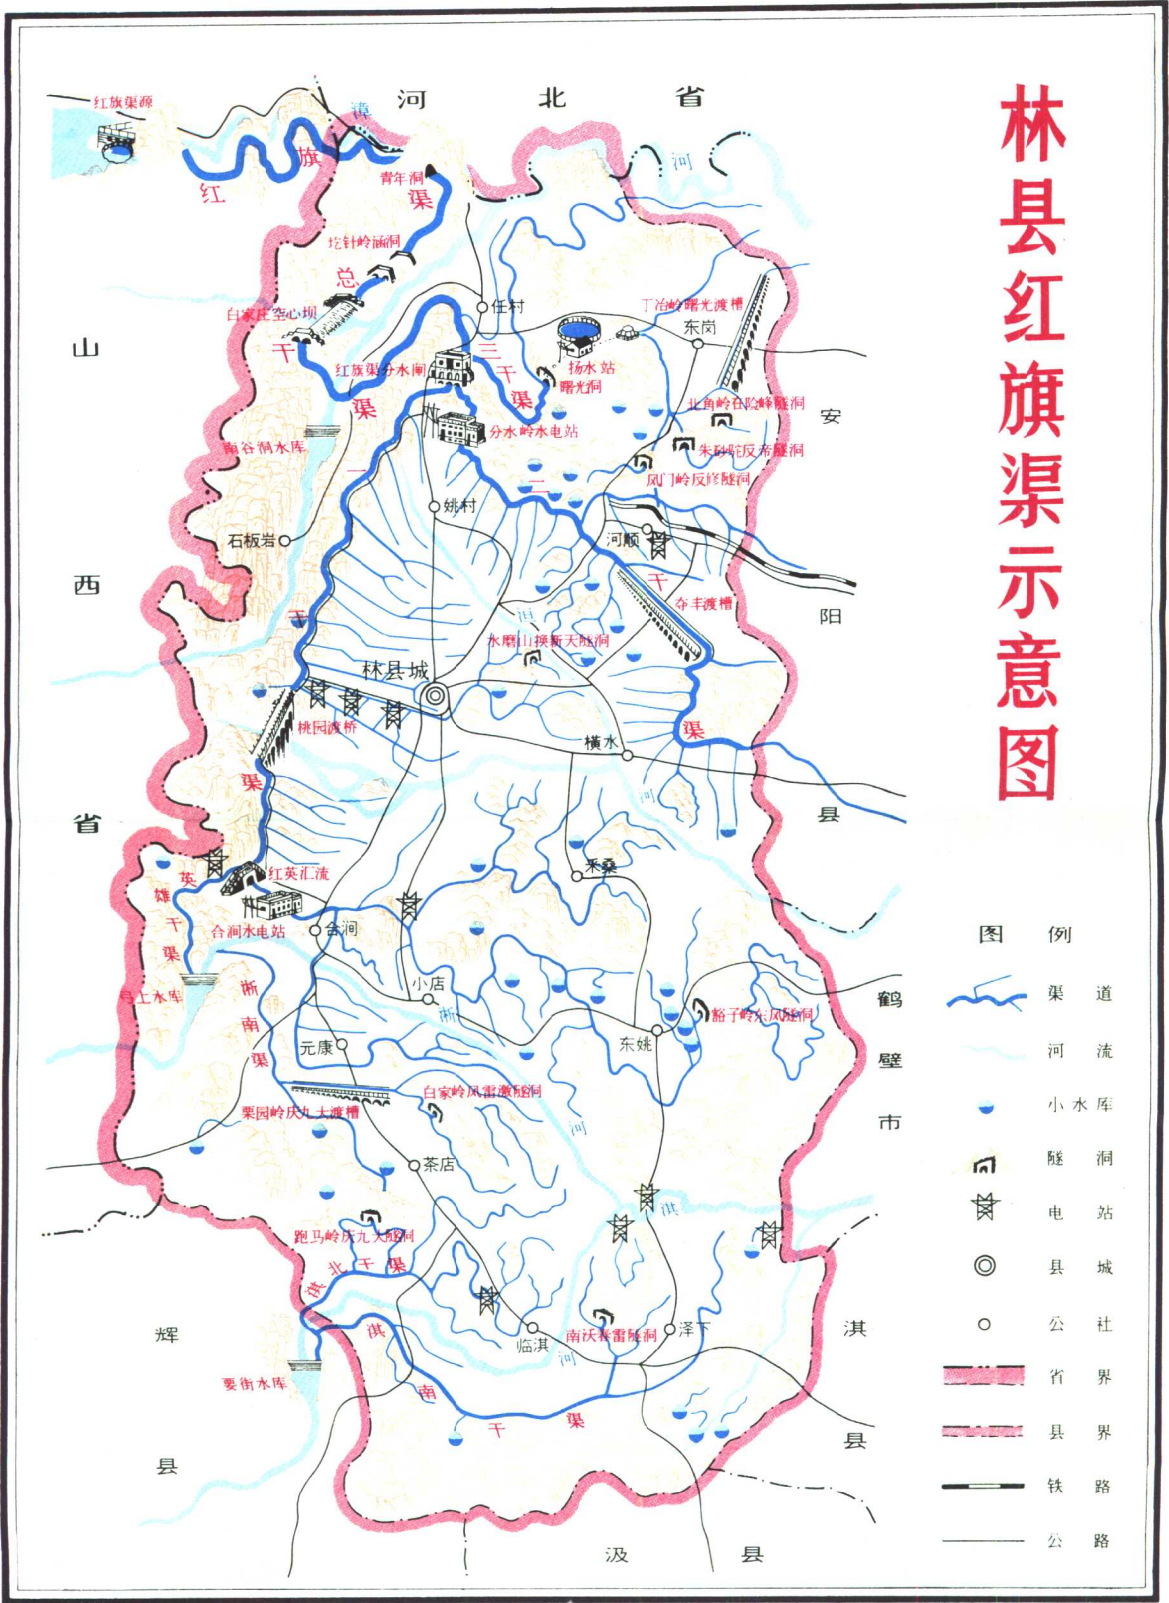 林县红旗渠示意图
河北省
山西省
安阳县
鹤壁市
淇县
汲县
辉县
红旗渠源
漳
河
红旗渠
总干渠
青年洞
圪针岭涵洞
白家庄空心坝
任村
丁冶岭曙光渡槽
东岗
红旗渠分水闸
三干渠
扬水站
曙光洞
南谷洞水库
分水岭水电站
朱砂驼反帝隧洞
风门岭反修隧洞
一干渠
二干渠
姚村
石板岩
河顺
夺丰渡槽
洹
河
水磨山换新天隧洞
林县城
桃园渡桥
横水
采桑
红英汇流
英雄干渠
合涧水电站
合涧
弓上水库
小店
淅南渠
淅
河
东姚
豁子岭东风隧洞
元康
白家岭风雷激隧洞
栗园岭庆九大渡槽
茶店
跑马岭庆九大隧洞
淇北干渠
淇
河
临淇
南沃春雷隧洞
泽下
要街水库
淇南干渠
图例
渠道
河流
小水库
隧洞
电站
县城
公社
省界
县界
铁路
公路